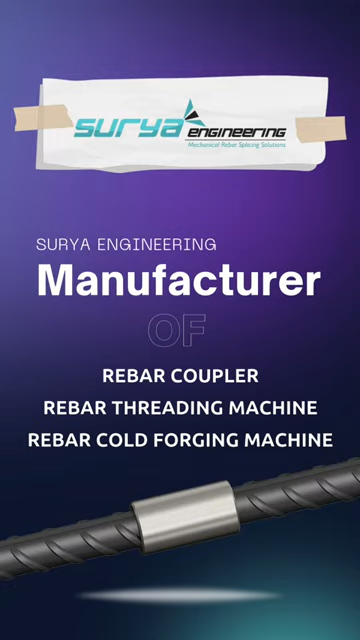 surya engineering
Mechanical Rebar Splicing Solutions
SURYA ENGINEERING
Manufacturer
OF
REBAR COUPLER
REBAR THREADING MACHINE
REBAR COLD FORGING MACHINE